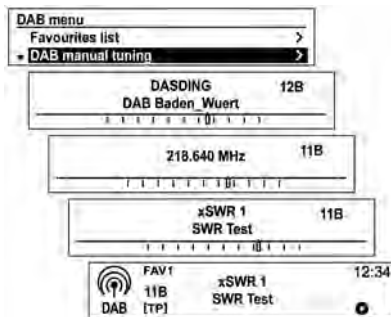 DAB menu
Favourites list >
DAB manual tuning >
DASDING 12B
DAB Baden_Wuert
218.640 MHz 11B
xSWR 1 11B
SWR Test
FAV1 12:34
11B xSWR 1
DAB [TP] SWR Test